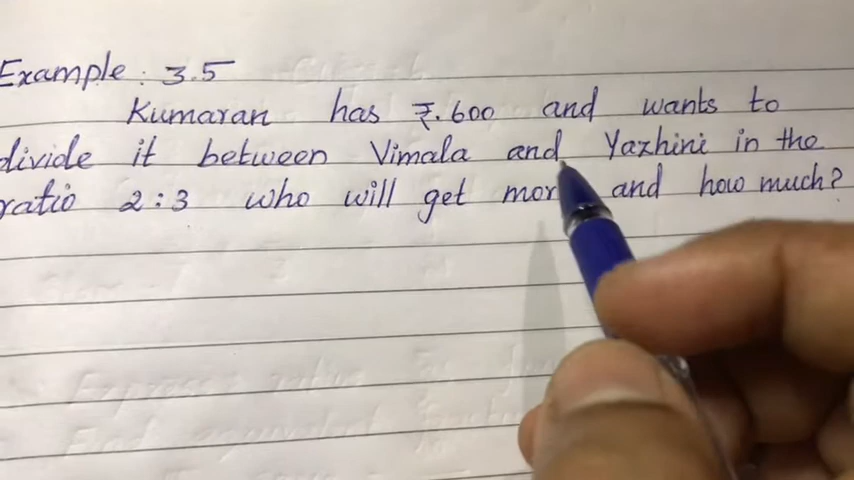 Example: 3.5
Kumaran has ₹.600 and wants to
divide it between Vimala and Yazhini in the
ratio 2:3 who will get mor and how much?